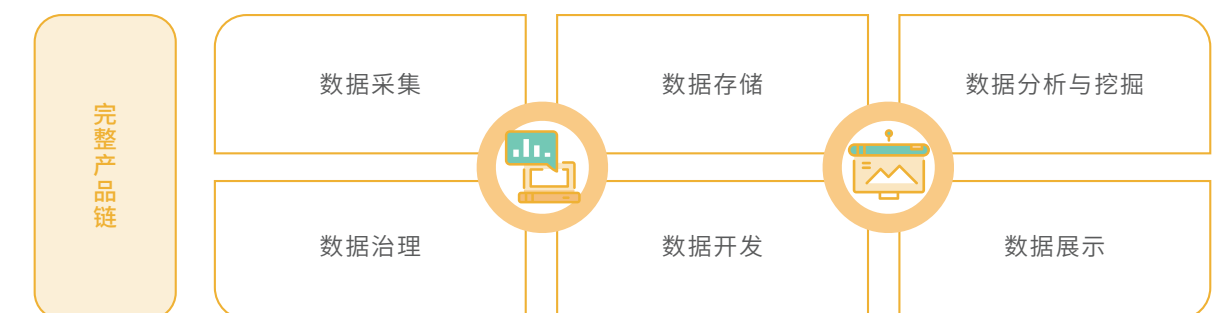 完整产品链
数据采集
数据存储
数据分析与挖掘
数据治理
数据开发
数据展示